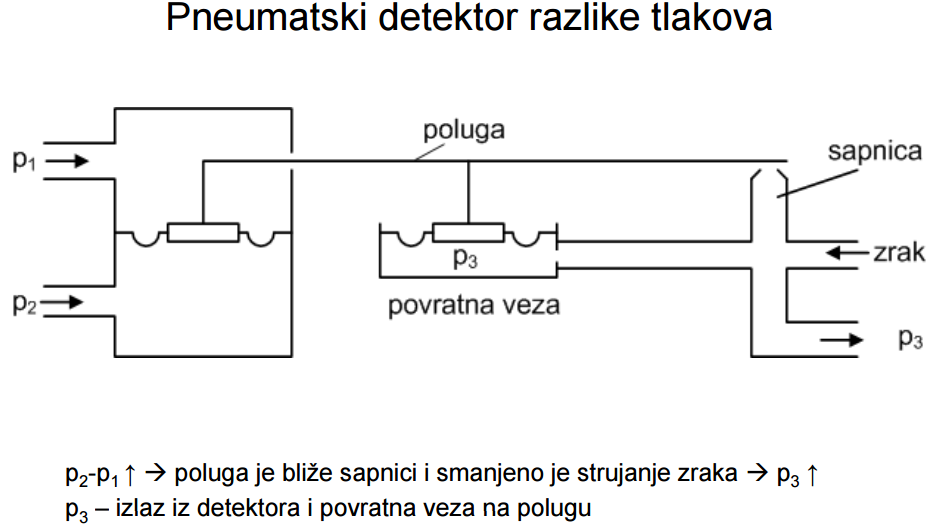 Pneumatski detektor razlike tlakova
poluga
sapnica
p₁
zrak
p₃
p₂
povratna veza
p₃
p₂-p₁ ↑ → poluga je bliže sapnici i smanjeno je strujanje zraka → p₃ ↑
p₃ – izlaz iz detektora i povratna veza na polugu